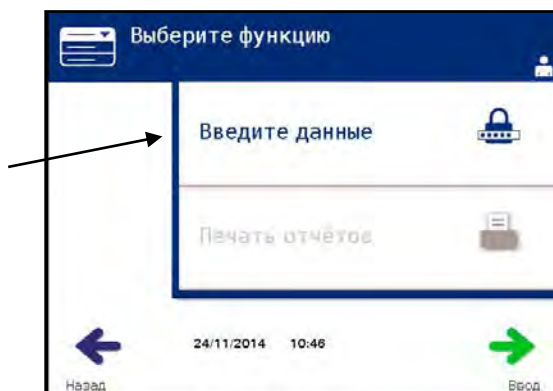 Выберите функцию
Введите данные
Печать отчётов
24/11/2014 10:46
Назад
Ввод